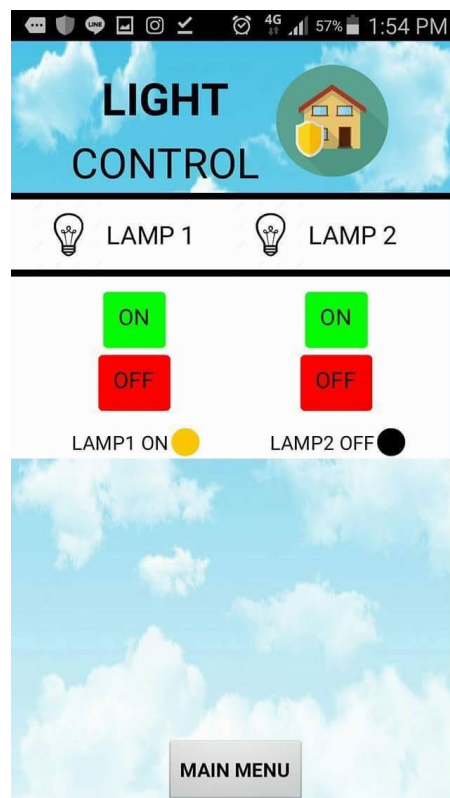 LINE 4G 57% 1:54 PM
LIGHT
CONTROL
LAMP 1 LAMP 2
ON ON
OFF OFF
LAMP1 ON LAMP2 OFF
MAIN MENU